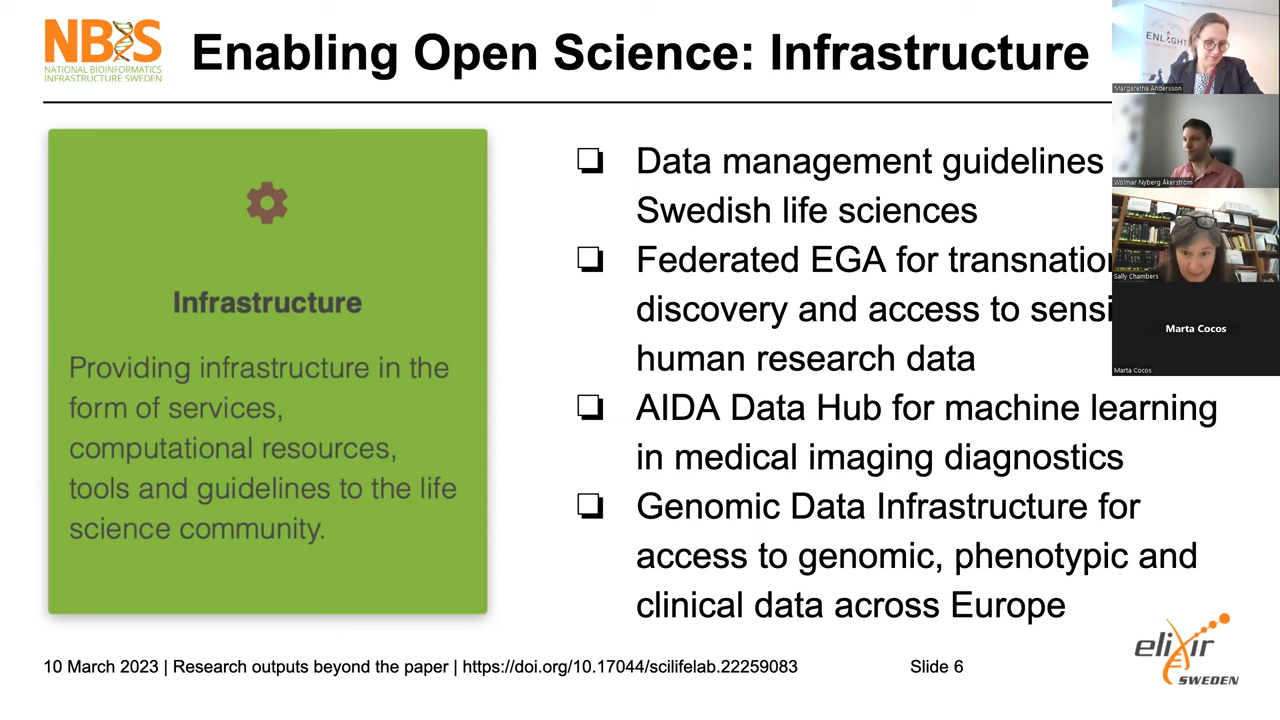 NBIS
NATIONAL BIOINFORMATICS
INFRASTRUCTURE SWEDEN
Enabling Open Science: Infrastructure
Infrastructure
Providing infrastructure in the
form of services,
computational resources,
tools and guidelines to the life
science community.
❏ Data management guidelines
Swedish life sciences
❏ Federated EGA for
discovery and access to
human research data
❏ AIDA Data Hub for machine learning
in medical imaging diagnostics
❏ Genomic Data Infrastructure for
access to genomic, phenotypic and
clinical data across Europe
10 March 2023 | Research outputs beyond the paper | https://doi.org/10.17044/scilifelab.22259083
Slide 6
elixir
SWEDEN
ENLIGHT
Margaretha Andersson
Wolmar Nyberg Åkerström
Sally Chambers
Marta Cocos
Marta Cocos